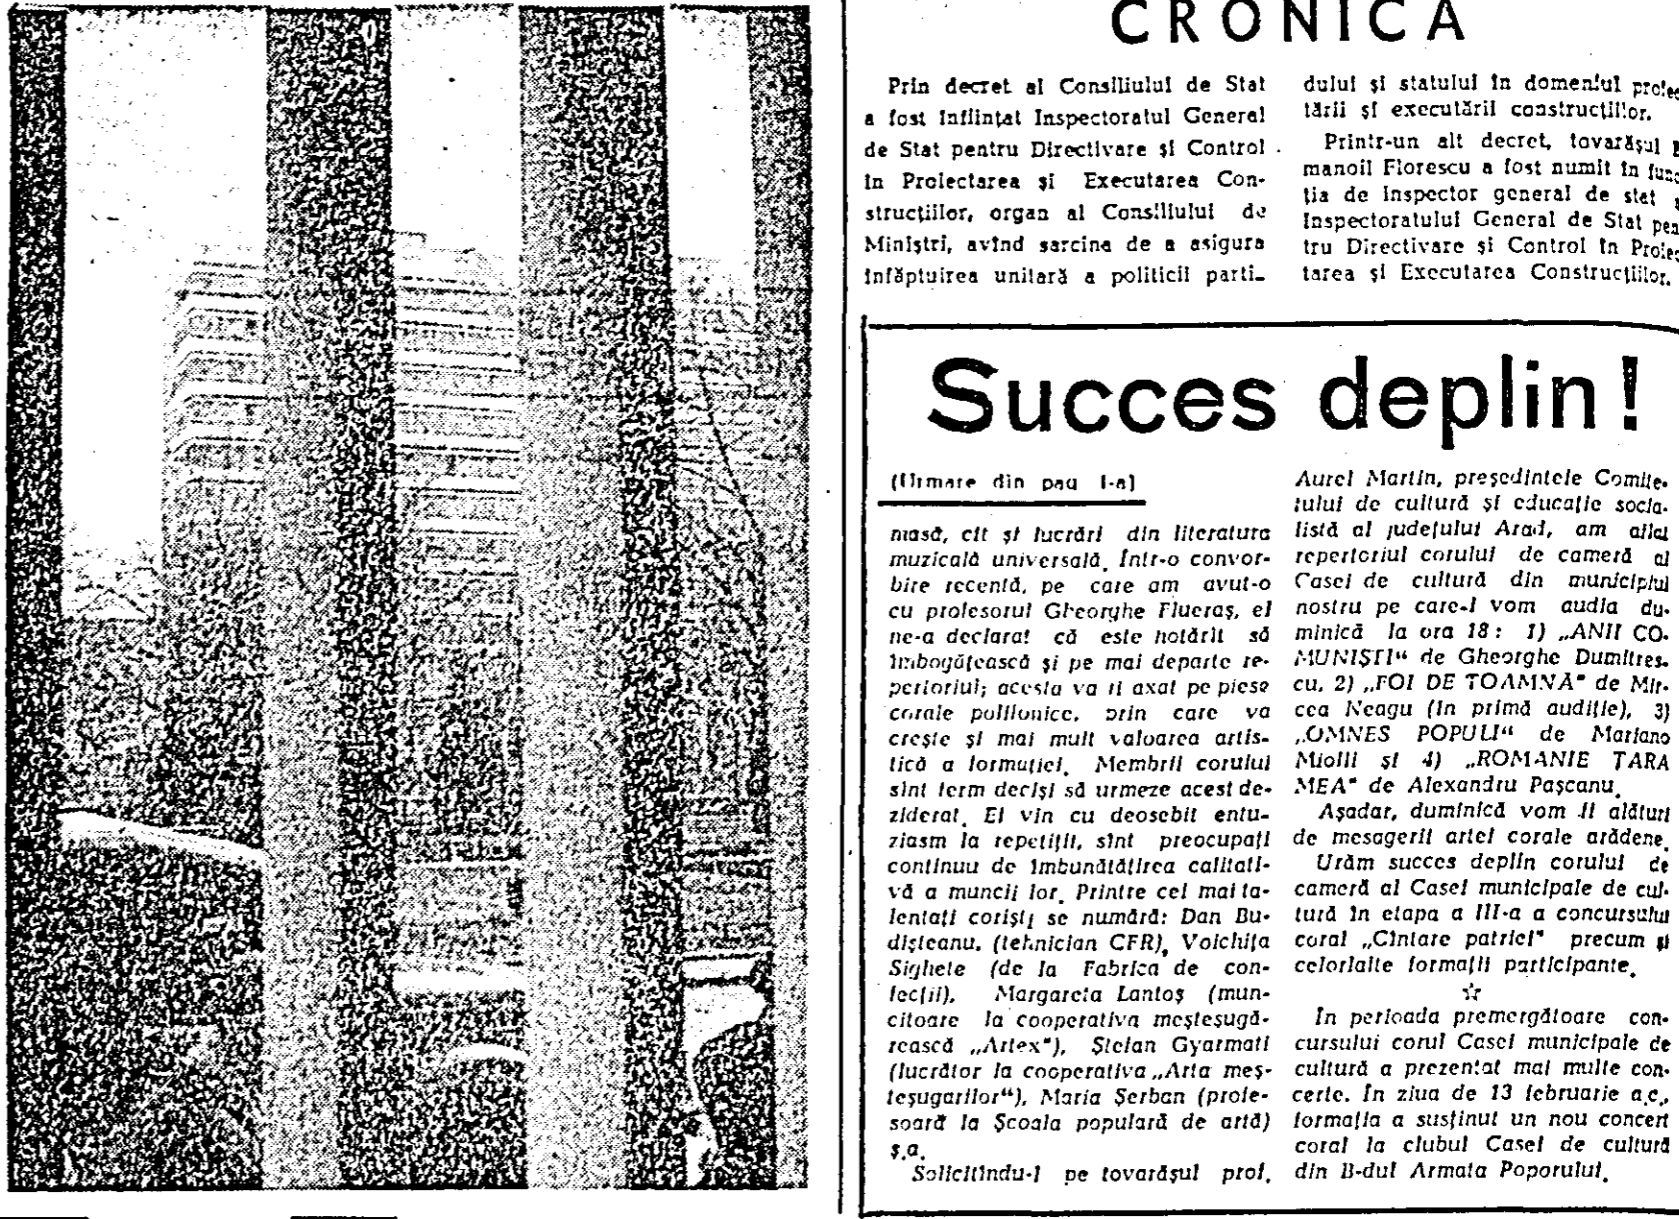 CRONICA
Prin decret al Consiliului de Stat
a fost înființat Inspectoratul General
de Stat pentru Directivare și Control
în Proiectarea și Executarea Con-
strucțiilor, organ al Consiliului de
Miniștri, avînd sarcina de a asigura
înfăptuirea unitară a politicii parti-
dului și statului în domeniul proiec
tării și executării construcțiilor.
Printr-un alt decret, tovarășul
manoil Florescu a fost numit în func
ția de inspector general de stat
Inspectoratului General de Stat pen
tru Directivare și Control în Proiec
tarea și Executarea Construcțiilor.
Succes deplin!
(Urmare din pag I-a)
masă, cît și lucrări din literatura
muzicală universală. Într-o convor-
bire recentă, pe care am avut-o
cu profesorul Gheorghe Flueraș, el
ne-a declarat că este hotărît să
îmbogățească și pe mai departe re-
pertoriul; acesta va fi axat pe piese
corale polifonice, prin care va
crește și mai mult valoarea artis-
tică a formației. Membrii corului
sînt ferm deciși să urmeze acest de-
ziderat. Ei vin cu deosebit entu-
ziasm la repetiții, sînt preocupați
continuu de îmbunătățirea calitati-
vă a muncii lor. Printre cei mai ta-
lentați coriști se numără: Dan Bu-
dișteanu, (tehnician CFR), Voichița
Sighete (de la Fabrica de con-
fecții), Margareta Lantoș (mun-
citoare la cooperativa meșteșugă-
rească „Artex"), Ștefan Gyarmati
(lucrător la cooperativa „Arta meș-
teșugarilor"), Maria Șerban (profe-
soară la Școala populară de artă)
ș.a.
Solicitîndu-l pe tovarășul prof.
Aurel Martin, președintele Comite-
tului de cultură și educație socia-
listă al județului Arad, am aflat
repertoriul corului de cameră al
Casei de cultură din municipiul
nostru pe care-l vom audia du-
minică la ora 18: 1) „ANII CO-
MUNIȘTI" de Gheorghe Dumitres-
cu, 2) „FOI DE TOAMNĂ" de Mir-
cea Neagu (în primă audiție), 3)
„OMNES POPULI" de Mariano
Miolli și 4) „ROMANIE ȚARA
MEA" de Alexandru Pașcanu.
Așadar, duminică vom fi alături
de mesagerii artei corale arădene.
Urăm succes deplin corului de
cameră al Casei municipale de cul-
tură în etapa a III-a a concursului
coral „Cîntare patriei" precum și
celorlalte formații participante.
☆
In perioada premergătoare con-
cursului corul Casei municipale de
cultură a prezentat mai multe con-
certe. In ziua de 13 februarie a.c.,
formația a susținut un nou concert
coral la clubul Casei de cultură
din B-dul Armata Poporului.